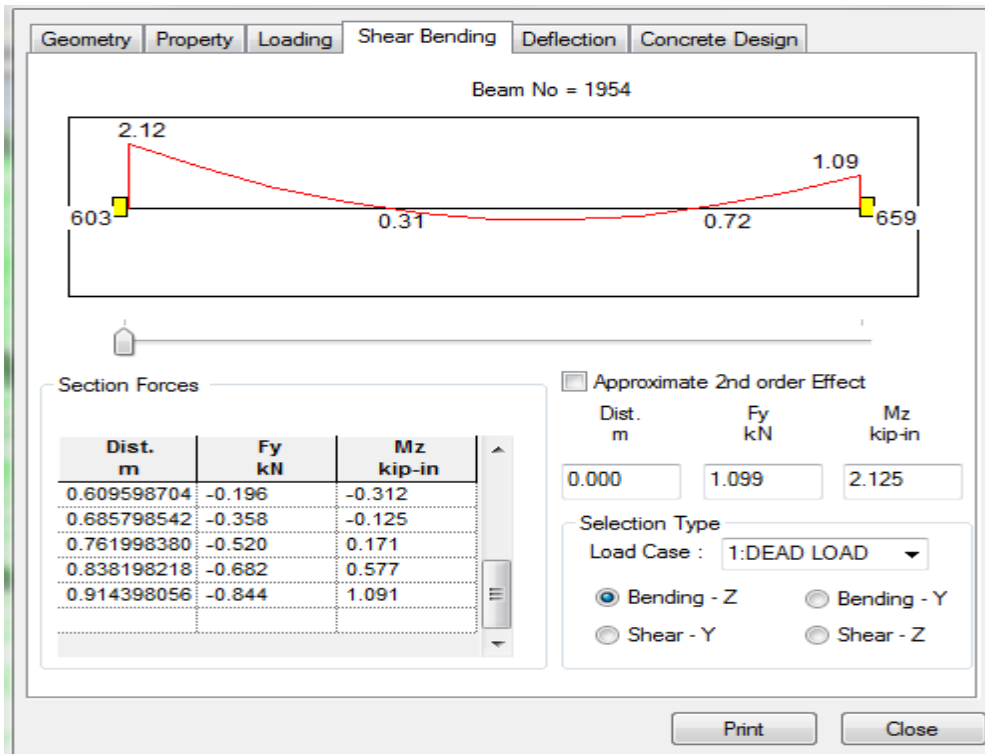 Geometry Property Loading Shear Bending Deflection Concrete Design
Beam No = 1954
2.12
1.09
603 0.31 0.72 659
Section Forces
Approximate 2nd order Effect
Dist. Fy Mz
m kN kip-in
0.000 1.099 2.125
Dist. Fy Mz
m kN kip-in
0.609598704 -0.196 -0.312
0.685798542 -0.358 -0.125
0.761998380 -0.520 0.171
0.838198218 -0.682 0.577
0.914398056 -0.844 1.091
Selection Type
Load Case : 1:DEAD LOAD
Bending - Z Bending - Y
Shear - Y Shear - Z
Print Close